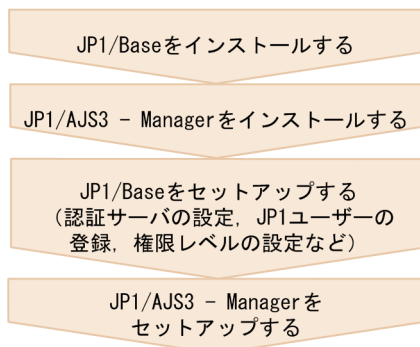 JP1/Baseをインストールする
JP1/AJS3 - Managerをインストールする
JP1/Baseをセットアップする
（認証サーバの設定，JP1ユーザーの
登録，権限レベルの設定など）
JP1/AJS3 - Managerを
セットアップする